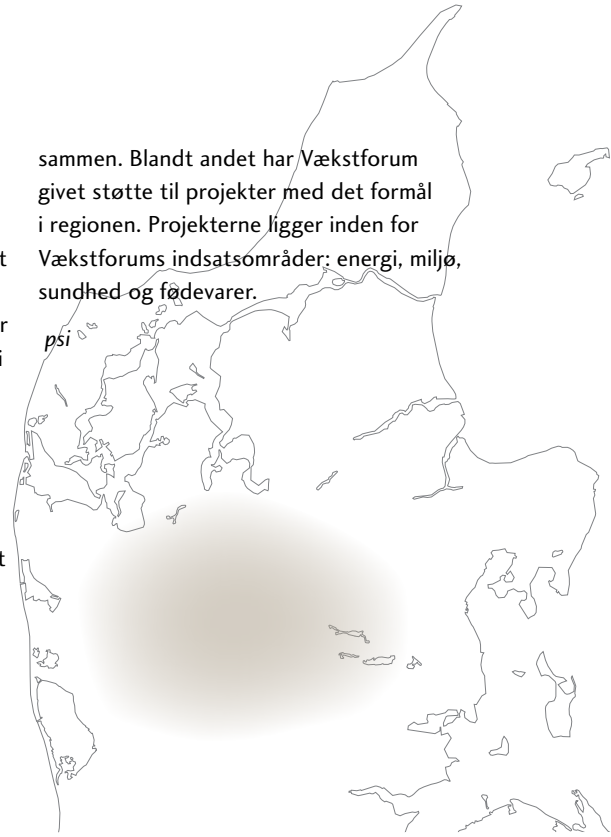 sammen. Blandt andet har Vækstforum
givet støtte til projekter med det formål
i regionen. Projekterne ligger inden for
Vækstforums indsatsområder: energi, miljø,
sundhed og fødevarer.
psi
t
r
i
t